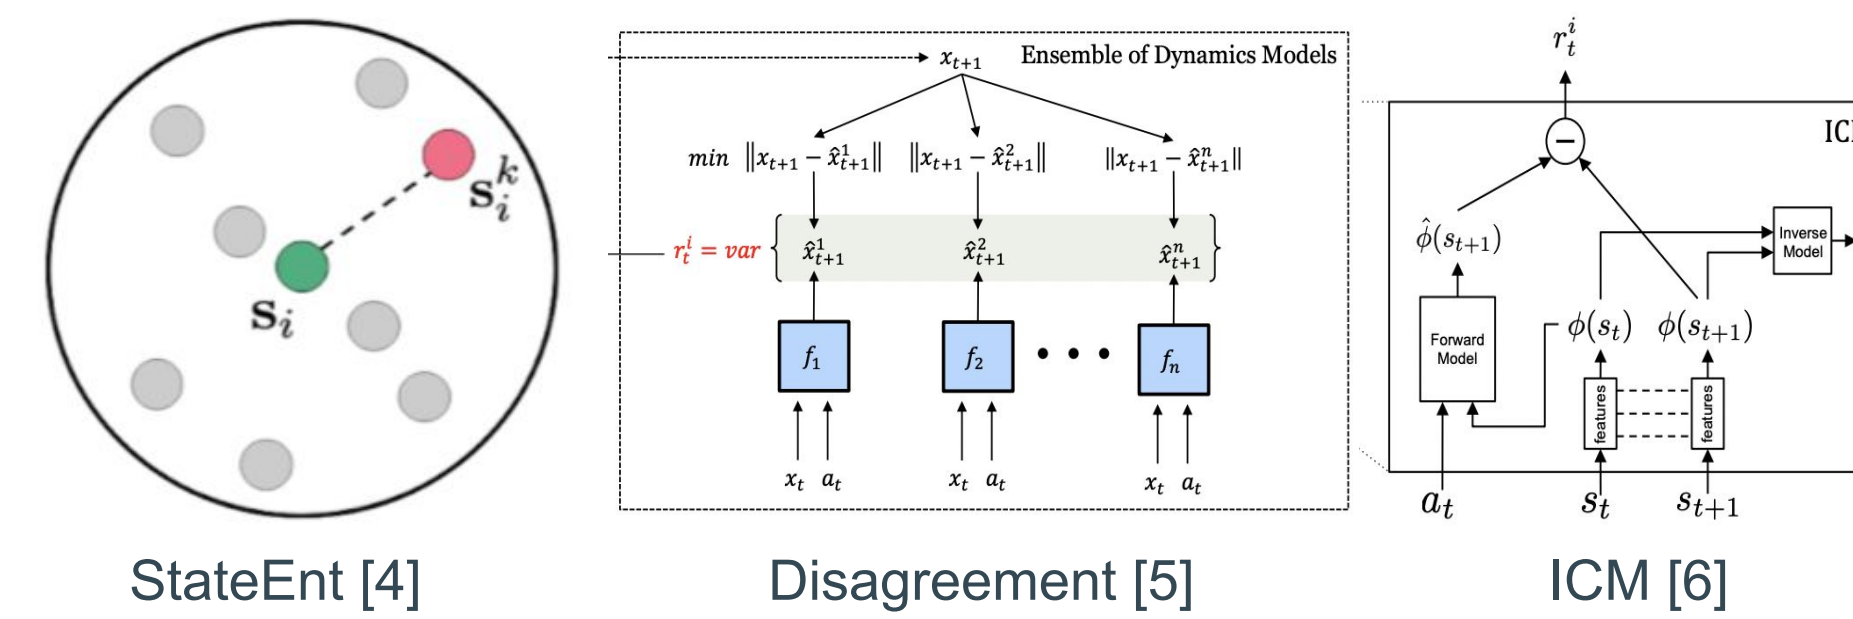 s_i^k
s_i
StateEnt [4]
x_{t+1} Ensemble of Dynamics Models
min ‖x_{t+1} − x̂_{t+1}^1‖ ‖x_{t+1} − x̂_{t+1}^2‖ ‖x_{t+1} − x̂_{t+1}^n‖
r_t^i = var { x̂_{t+1}^1 x̂_{t+1}^2 x̂_{t+1}^n }
f_1 f_2 • • • f_n
x_t a_t x_t a_t x_t a_t
Disagreement [5]
r_t^i
−
ϕ̂(s_{t+1})
Inverse
Model
ϕ(s_t) ϕ(s_{t+1})
Forward
Model
features features
a_t s_t s_{t+1}
ICM [6]